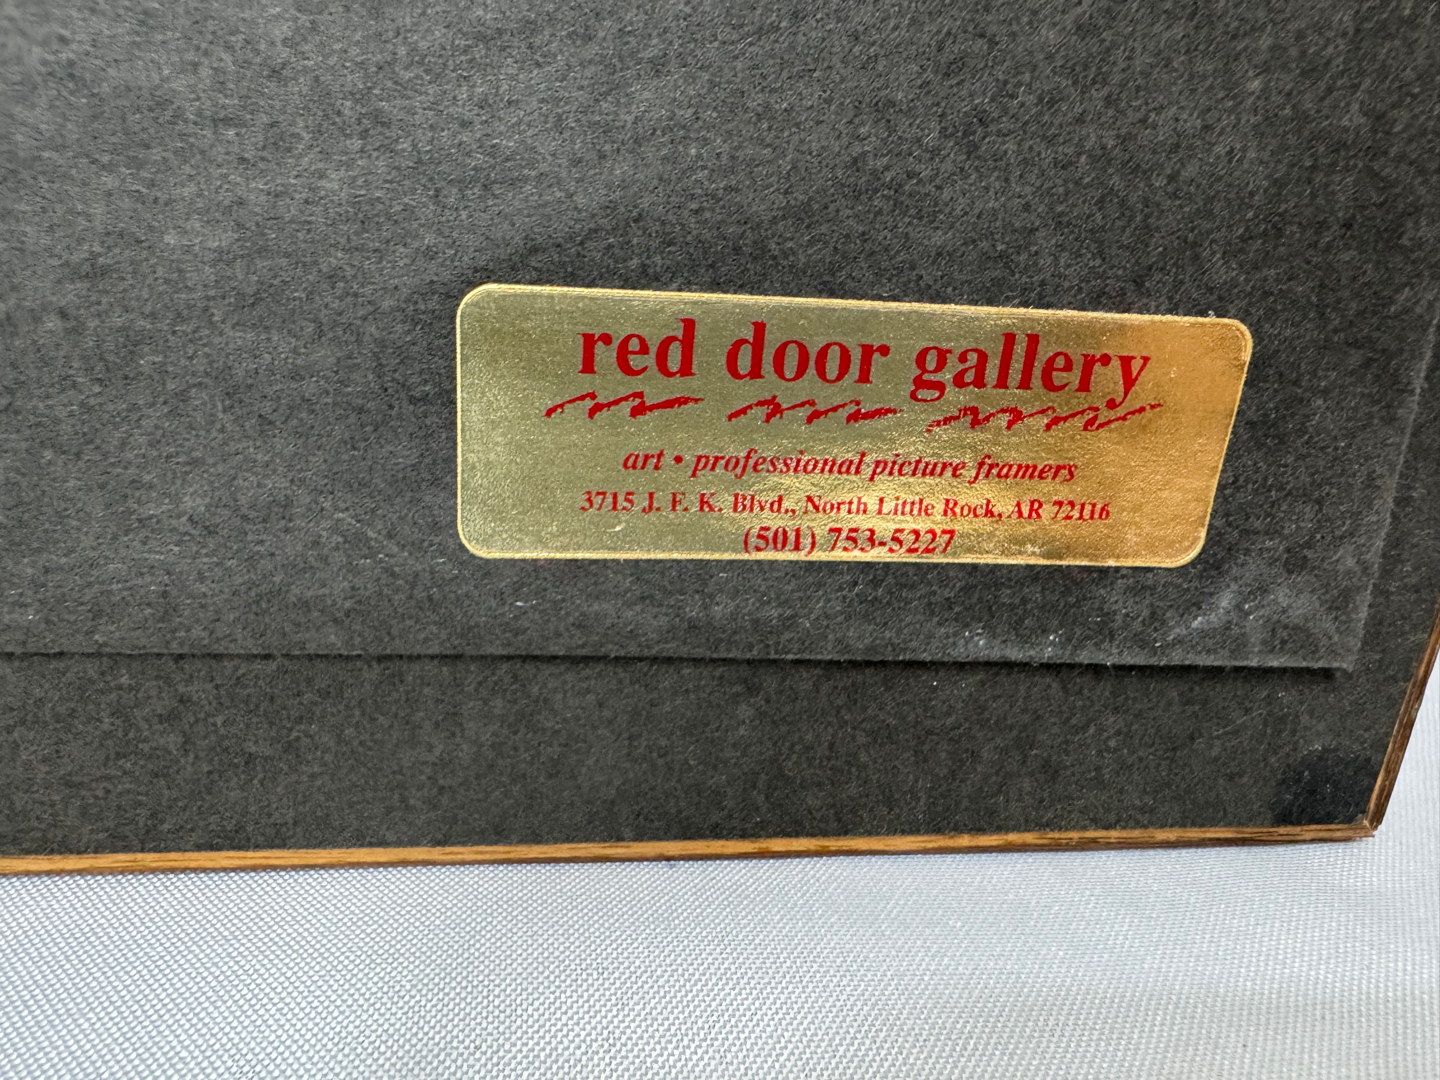 red door gallery
art • professional picture framers
3715 J. F. K. Blvd., North Little Rock, AR 72116
(501) 753-5227